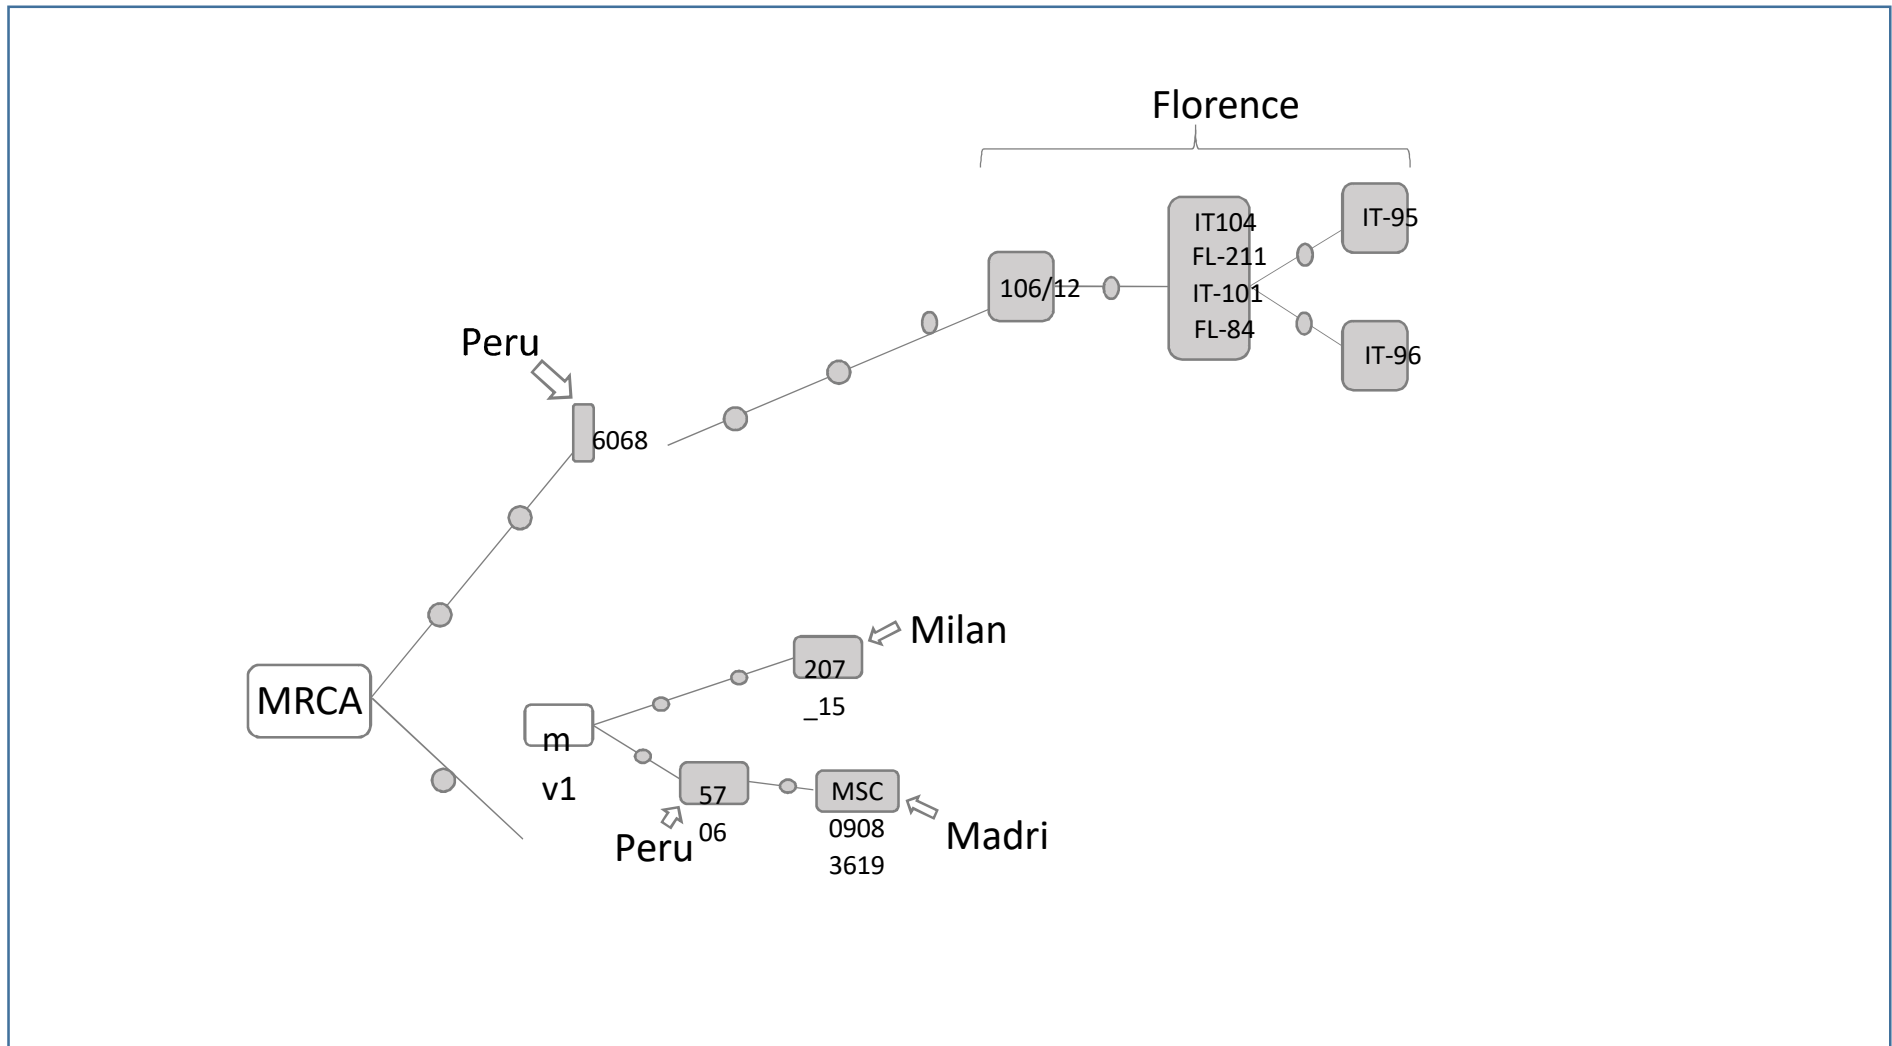 Florence
IT104
FL-211
IT-101
FL-84
IT-95
106/12
IT-96
Peru
6068
MRCA
Milan
207
_15
m
v1
57
06
Peru
MSC
0908
3619
Madri